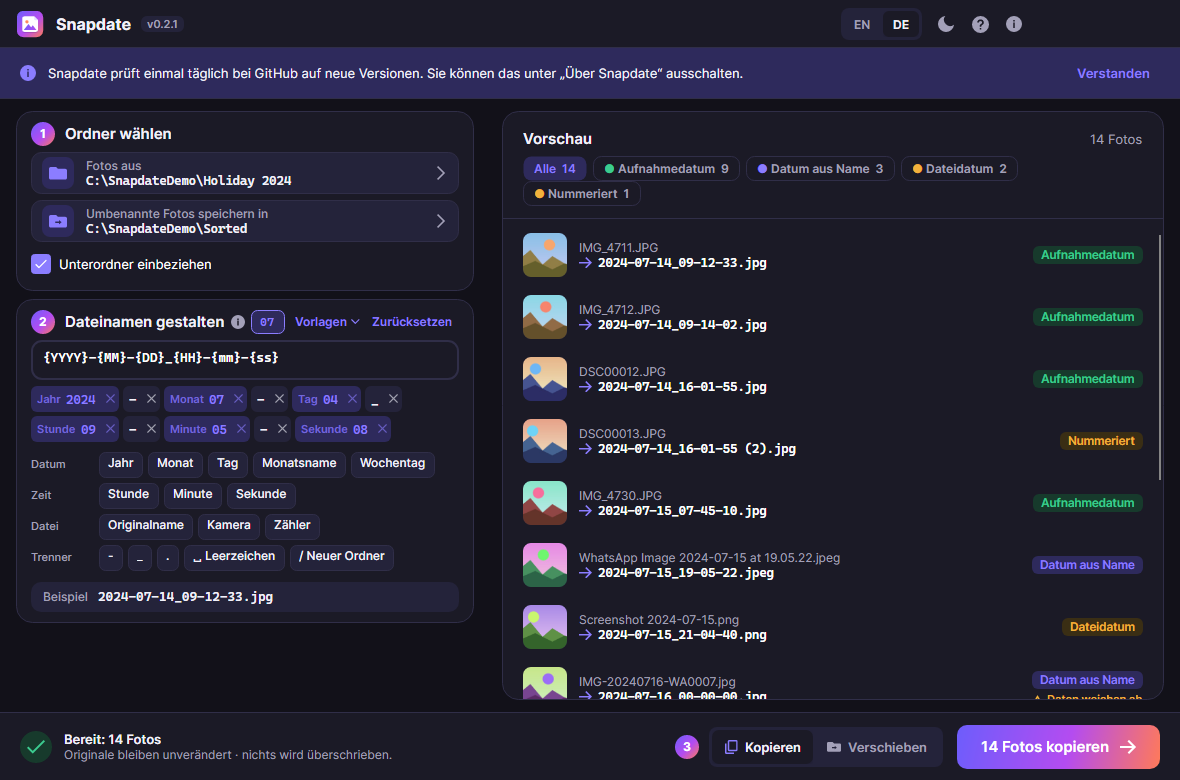 Snapdate v0.2.1 EN DE
Snapdate prüft einmal täglich bei GitHub auf neue Versionen. Sie können das unter „Über Snapdate“ ausschalten. Verstanden
1 Ordner wählen
Fotos aus
C:\SnapdateDemo\Holiday 2024
Umbenannte Fotos speichern in
C:\SnapdateDemo\Sorted
Unterordner einbeziehen
2 Dateinamen gestalten 07 Vorlagen Zurücksetzen
{YYYY}-{MM}-{DD}_{HH}-{mm}-{ss}
Jahr 2024 × - × Monat 07 × - × Tag 04 × _ ×
Stunde 09 × - × Minute 05 × - × Sekunde 08 ×
Datum Jahr Monat Tag Monatsname Wochentag
Zeit Stunde Minute Sekunde
Datei Originalname Kamera Zähler
Trenner - _ . ␣ Leerzeichen / Neuer Ordner
Beispiel 2024-07-14_09-12-33.jpg
Vorschau 14 Fotos
Alle 14 Aufnahmedatum 9 Datum aus Name 3 Dateidatum 2
Nummeriert 1
IMG_4711.JPG
→ 2024-07-14_09-12-33.jpg Aufnahmedatum
IMG_4712.JPG
→ 2024-07-14_09-14-02.jpg Aufnahmedatum
DSC00012.JPG
→ 2024-07-14_16-01-55.jpg Aufnahmedatum
DSC00013.JPG
→ 2024-07-14_16-01-55 (2).jpg Nummeriert
IMG_4730.JPG
→ 2024-07-15_07-45-10.jpg Aufnahmedatum
WhatsApp Image 2024-07-15 at 19.05.22.jpeg
→ 2024-07-15_19-05-22.jpeg Datum aus Name
Screenshot 2024-07-15.png
→ 2024-07-15_21-04-40.png Dateidatum
IMG-20240716-WA0007.jpg Datum aus Name
→ 2024-07-16_00-00-00.jpg ⚠ Daten weichen ab
Bereit: 14 Fotos
Originale bleiben unverändert · nichts wird überschrieben.
3 Kopieren Verschieben 14 Fotos kopieren →